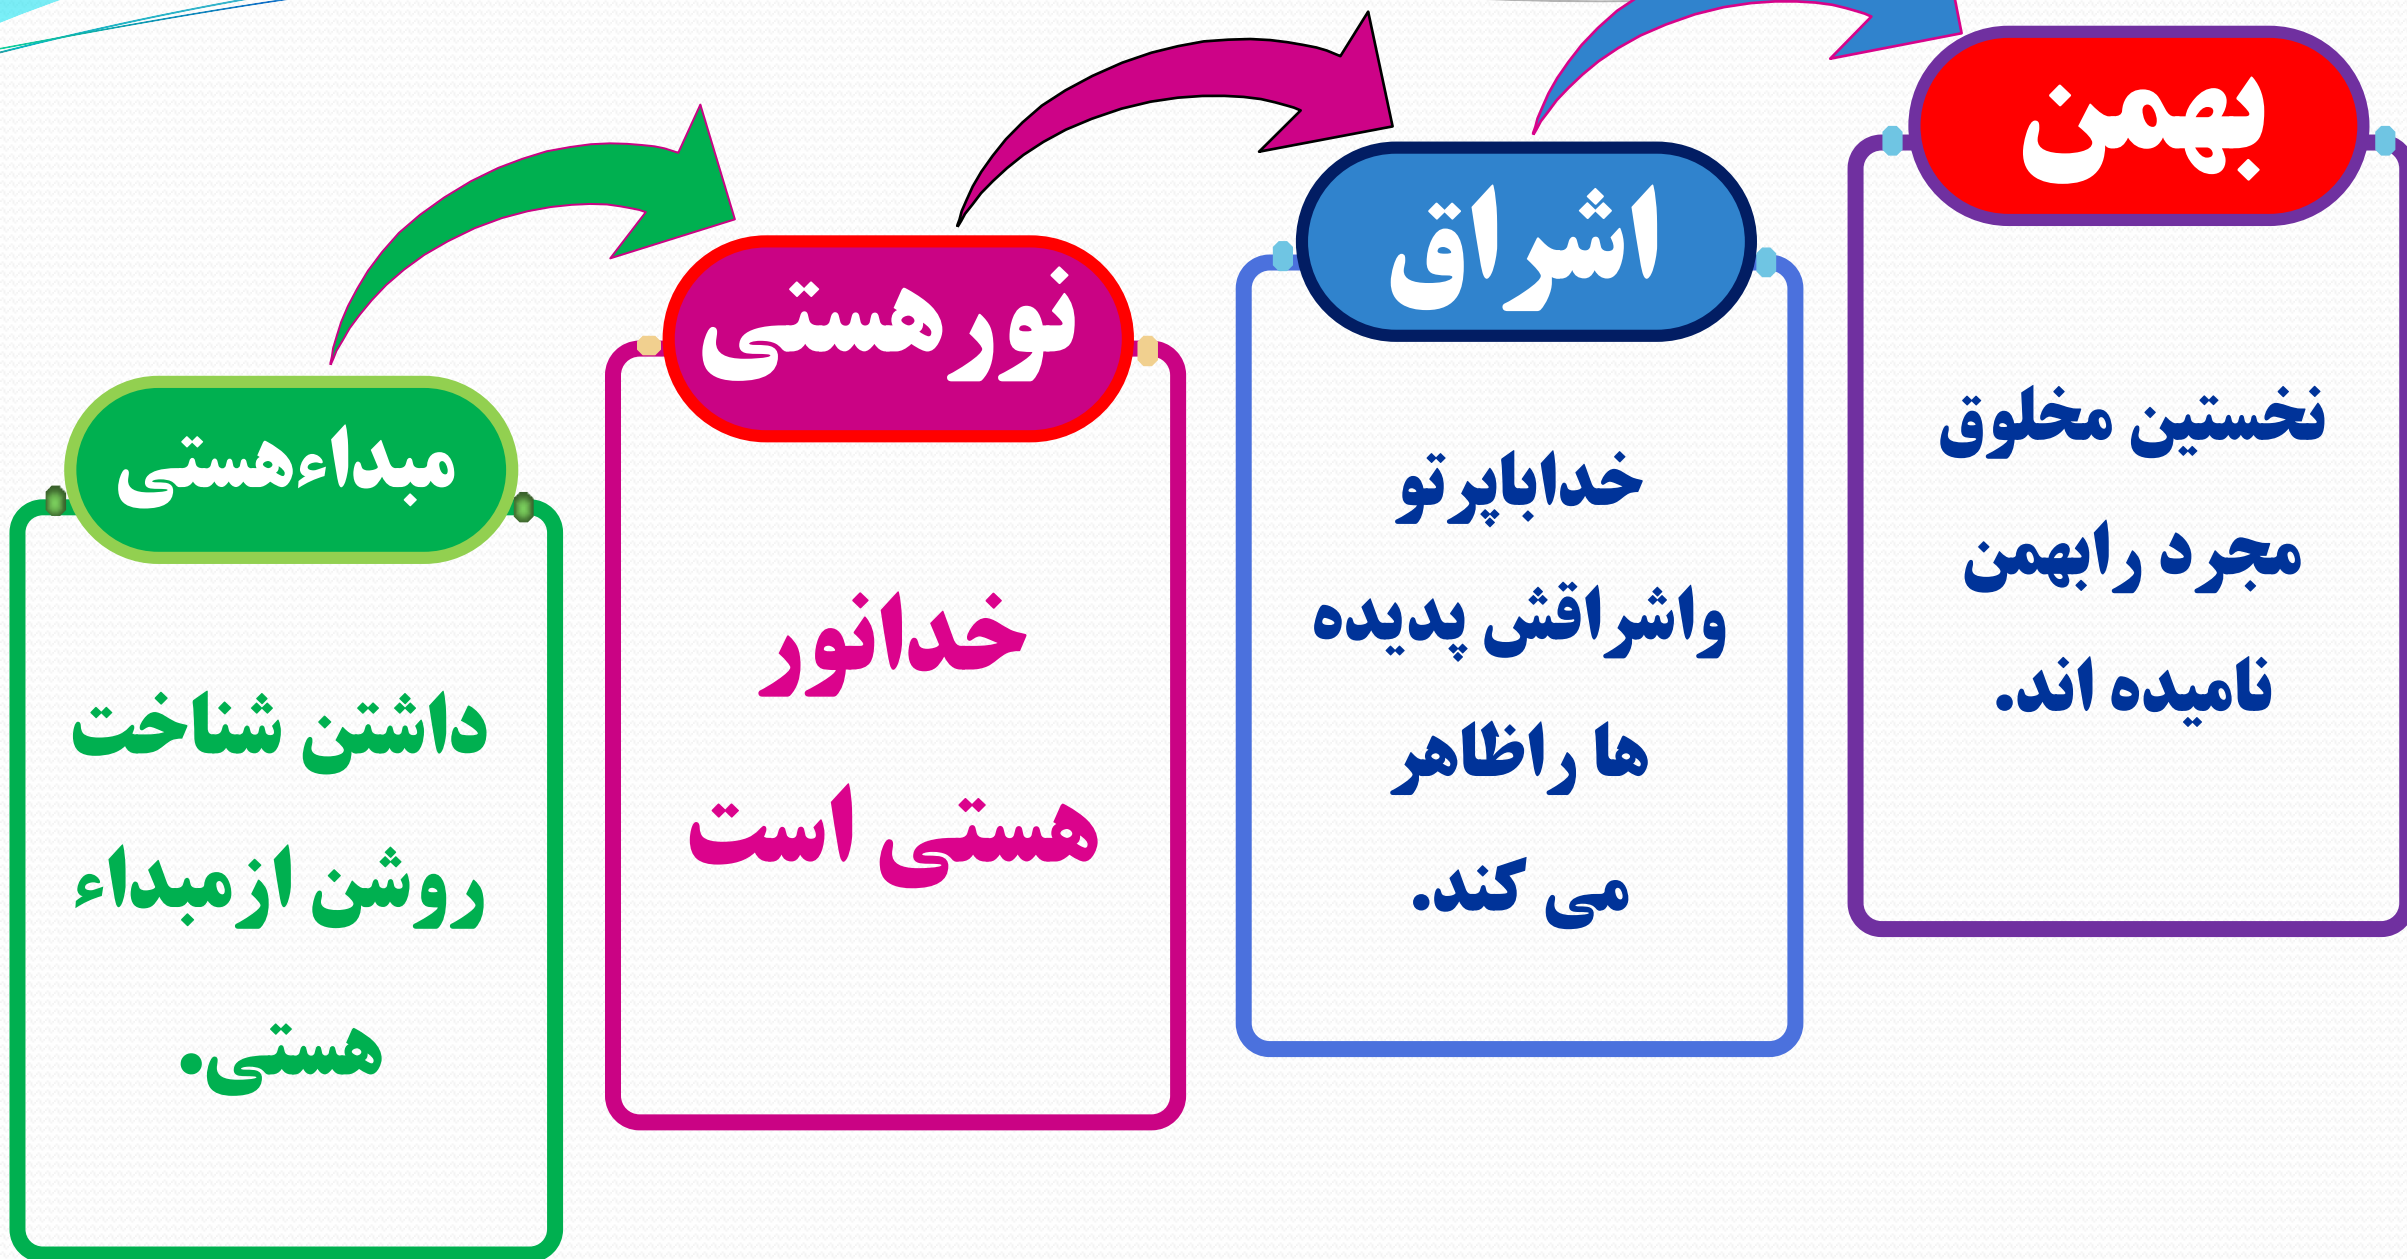 مبداءهستی
داشتن شناخت
روشن ازمبداء
هستی.
نورهستی
خدانور
هستی است
اشراق
خداباپرتو
واشراقش پدیده
ها راظاهر
می کند.
بهمن
نخستین مخلوق
مجرد رابهمن
نامیده اند.